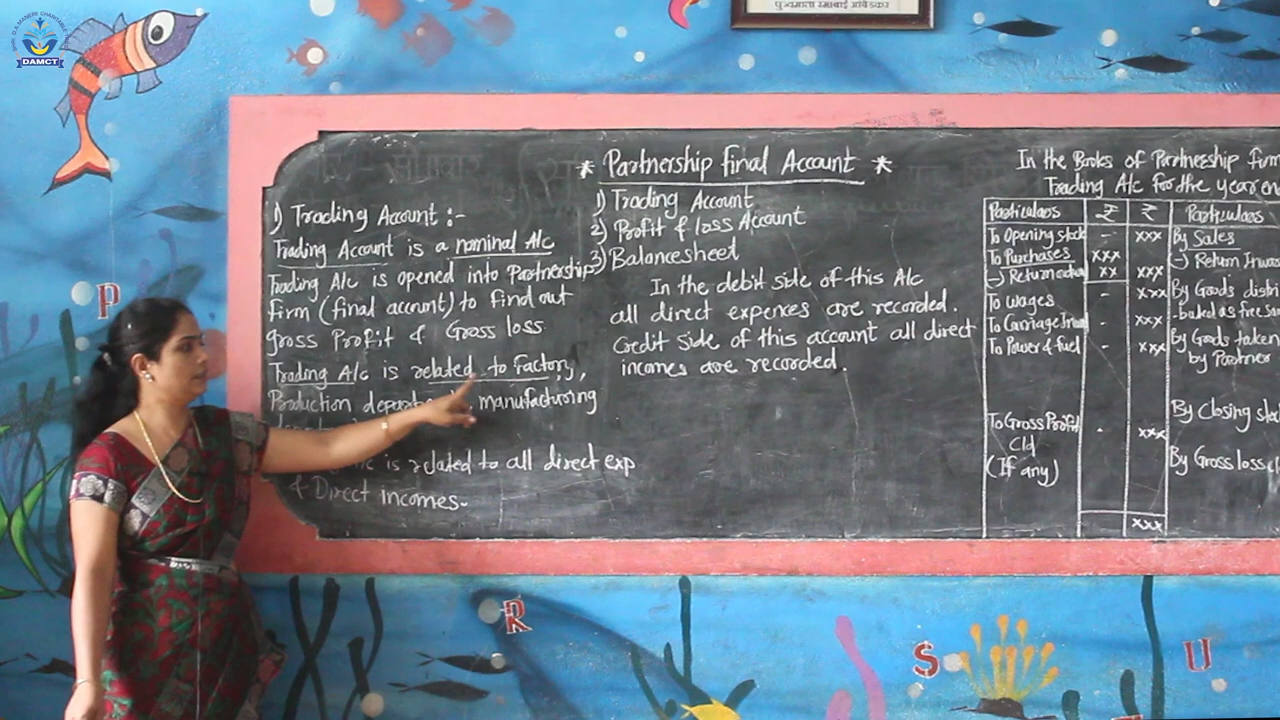 DAMCT
पुज्यमाता रमाबाई आंबेडकर
* Partnership final Account *
1) Trading Account
2) Profit & loss Account
3) Balancesheet
In the debit side of this A/c
all direct expences are recorded.
Credit side of this account all direct
incomes are recorded.
1) Trading Account :-
Trading Account is a nominal A/c
Trading A/c is opened into Partnership
firm (final account) to find out
gross Profit & Gross loss
Trading A/c is related to Factory,
Production manufacturing
is related to all direct exp
& Direct incomes.
In the Books of Partnership firm
Trading A/c for the year
Particulars ₹ ₹ Particulars
To Opening stock - xxx By Sales
To Purchases xxx
(-) Return xx xxx (-) Return
To Wages - xxx By Goods
To Carriage - xxx as free
To Power & fuel - xxx By Goods taken
by Partner
By Closing
To Gross Profit - xxx
C/d By Gross loss
(If any)
xxx
P
R
S
U